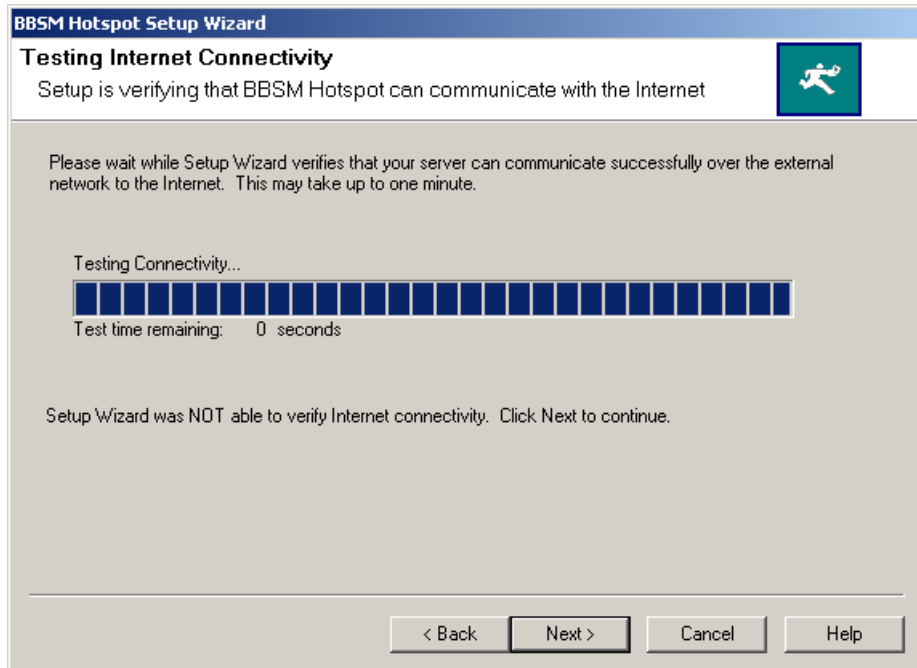 BBSM Hotspot Setup Wizard
Testing Internet Connectivity
Setup is verifying that BBSM Hotspot can communicate with the Internet
Please wait while Setup Wizard verifies that your server can communicate successfully over the external
network to the Internet.  This may take up to one minute.
Testing Connectivity...
Test time remaining:    0  seconds
Setup Wizard was NOT able to verify Internet connectivity.  Click Next to continue.
< Back    Next >    Cancel    Help